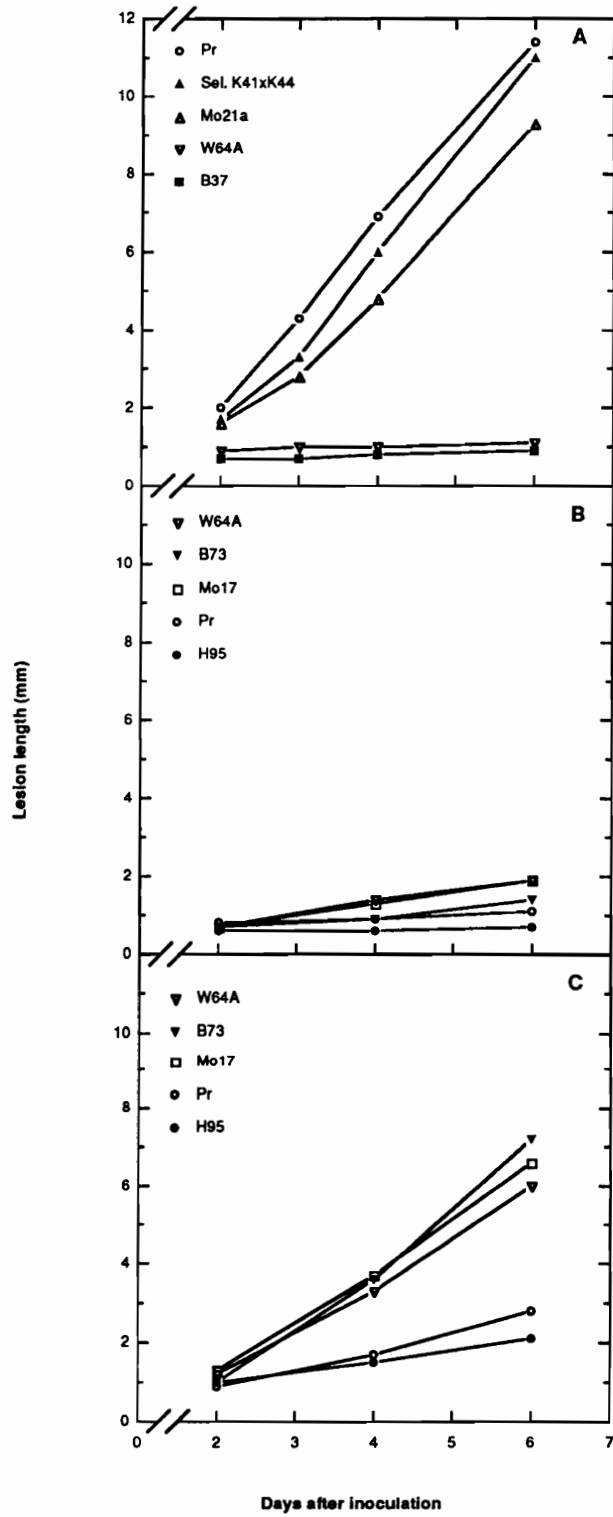 12
10
8
6
4
2
0
A
Pr
Sel. K41xK44
Mo21a
W64A
B37
10
8
6
4
2
0
B
W64A
B73
Mo17
Pr
H95
10
8
6
4
2
0
C
W64A
B73
Mo17
Pr
H95
0 2 3 4 5 6 7
Lesion length (mm)
Days after inoculation